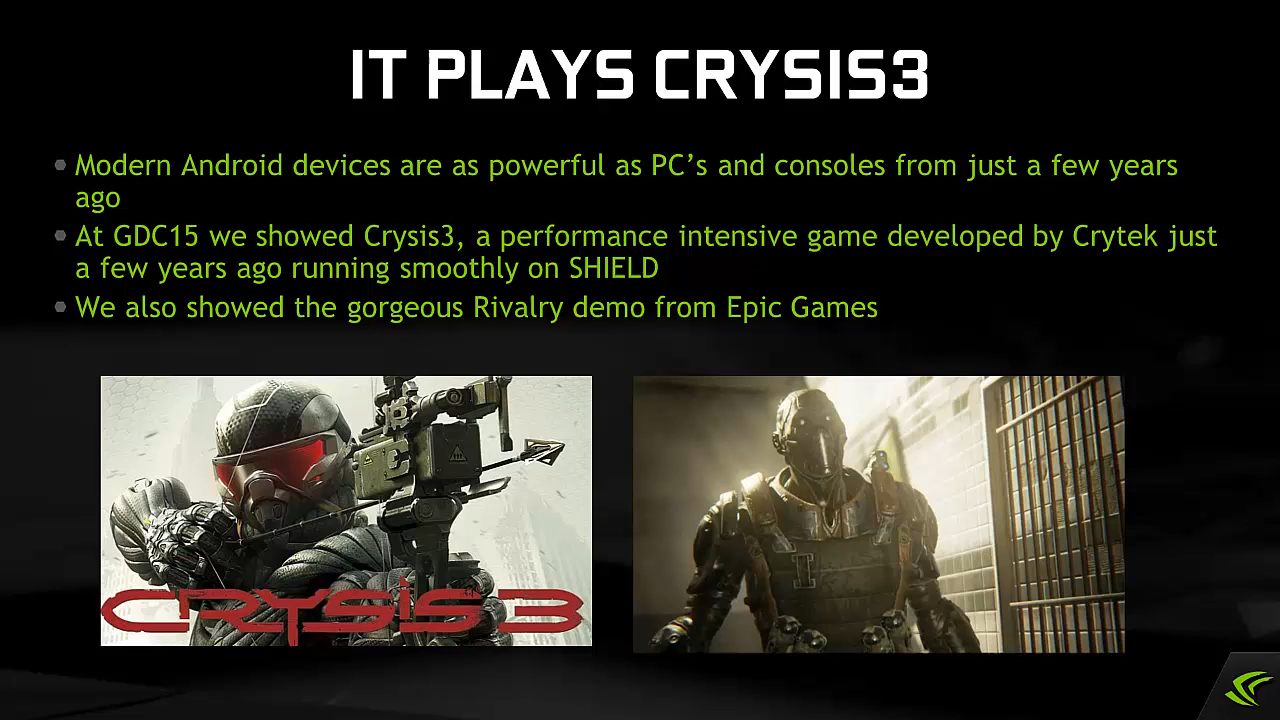 IT PLAYS CRYSIS3
Modern Android devices are as powerful as PC’s and consoles from just a few years
ago
At GDC15 we showed Crysis3, a performance intensive game developed by Crytek just
a few years ago running smoothly on SHIELD
We also showed the gorgeous Rivalry demo from Epic Games
CRYSIS 3